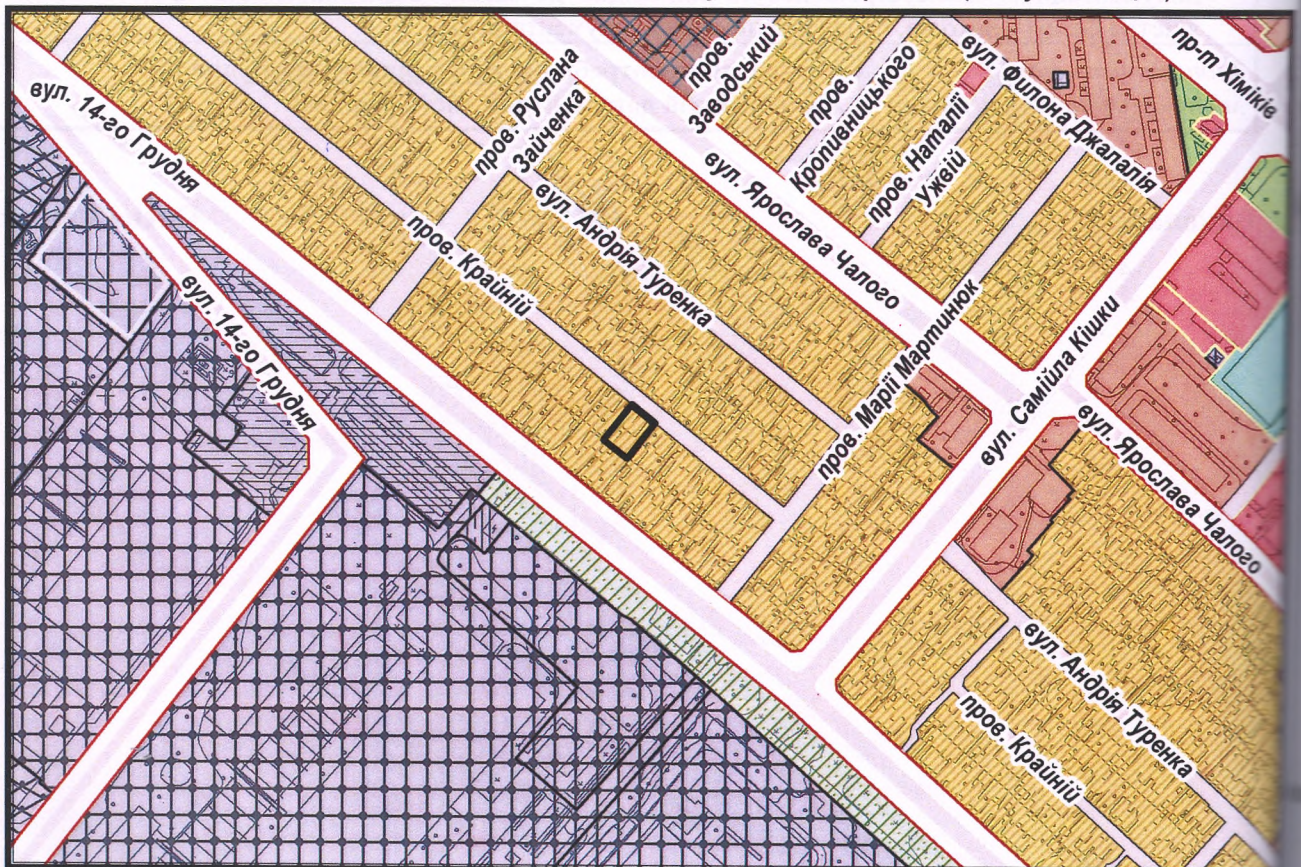 пров.
Заводський
пров.
Кропивницького
пров. Наталії
Ужвій
вул. Филона Джалалія
пр-т Хіміків
вул. 14-го Грудня
пров. Руслана
Зайченка
вул. Ярослава Чалого
вул. Андрія Туренка
пров. Крайній
вул. 14-го Грудня
пров. Марії Мартинюк
вул. Самійла Кішки
вул. Ярослава Чалого
вул. Андрія Туренка
пров. Крайній